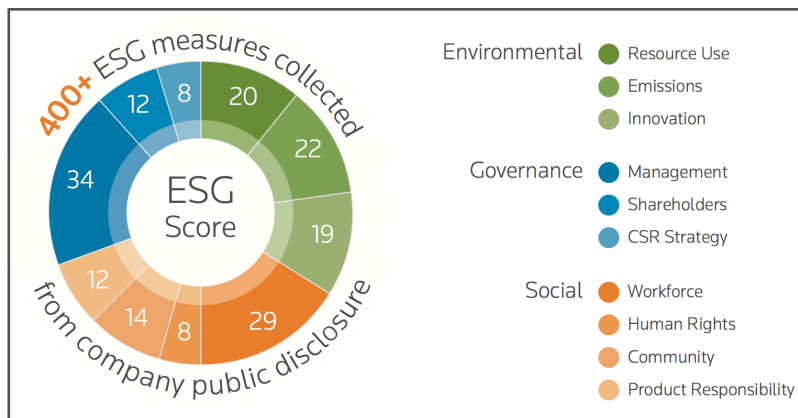 400+ ESG measures collected
from company public disclosure
ESG
Score
20
22
19
29
8
14
12
34
12
8
Environmental
Resource Use
Emissions
Innovation
Governance
Management
Shareholders
CSR Strategy
Social
Workforce
Human Rights
Community
Product Responsibility